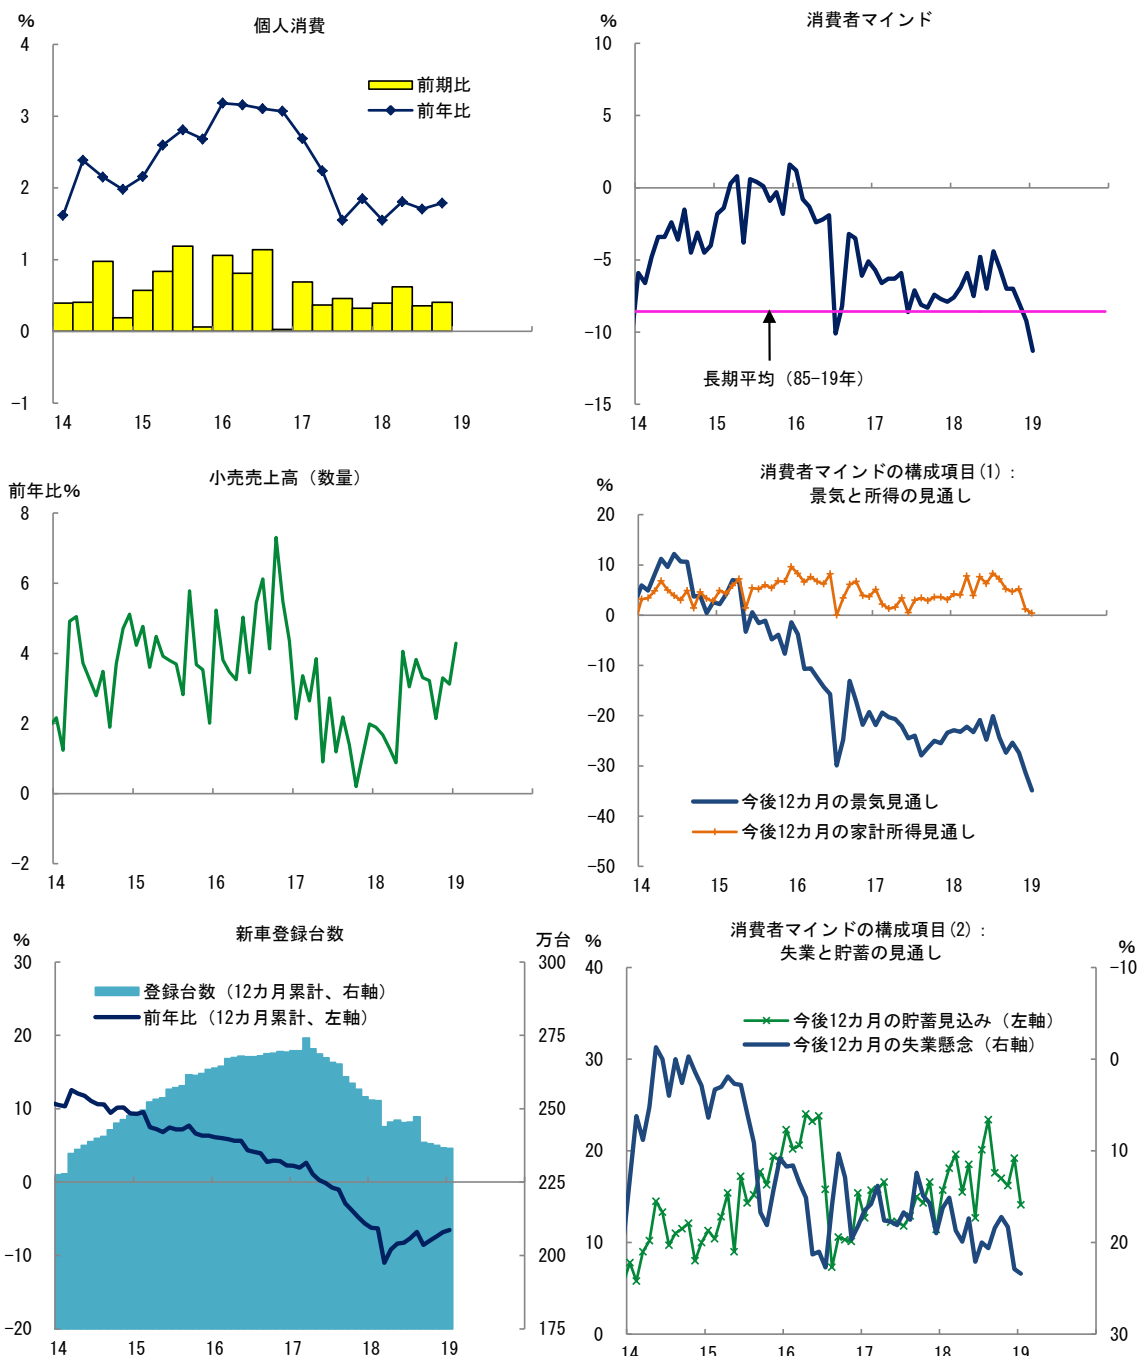 個人消費
%
4
3
2
1
0
−1
前期比
前年比
14 15 16 17 18 19
消費者マインド
%
10
5
0
−5
−10
−15
長期平均（85-19年）
14 15 16 17 18 19
小売売上高（数量）
前年比%
8
6
4
2
0
−2
14 15 16 17 18 19
消費者マインドの構成項目(1)：
景気と所得の見通し
%
20
10
0
−10
−20
−30
−40
−50
今後12カ月の景気見通し
今後12カ月の家計所得見通し
14 15 16 17 18 19
新車登録台数
%
万台
30
20
10
0
−10
−20
300
275
250
225
200
175
登録台数（12カ月累計、右軸）
前年比（12カ月累計、左軸）
14 15 16 17 18 19
消費者マインドの構成項目(2)：
失業と貯蓄の見通し
%
%
40
30
20
10
0
−10
0
10
20
30
今後12カ月の貯蓄見込み（左軸）
今後12カ月の失業懸念（右軸）
14 15 16 17 18 19